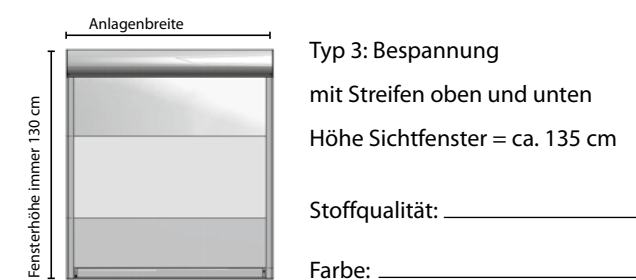 Anlagenbreite
Fensterhöhe immer 130 cm
Typ 3: Bespannung
mit Streifen oben und unten
Höhe Sichtfenster = ca. 135 cm
Stoffqualität:
Farbe: